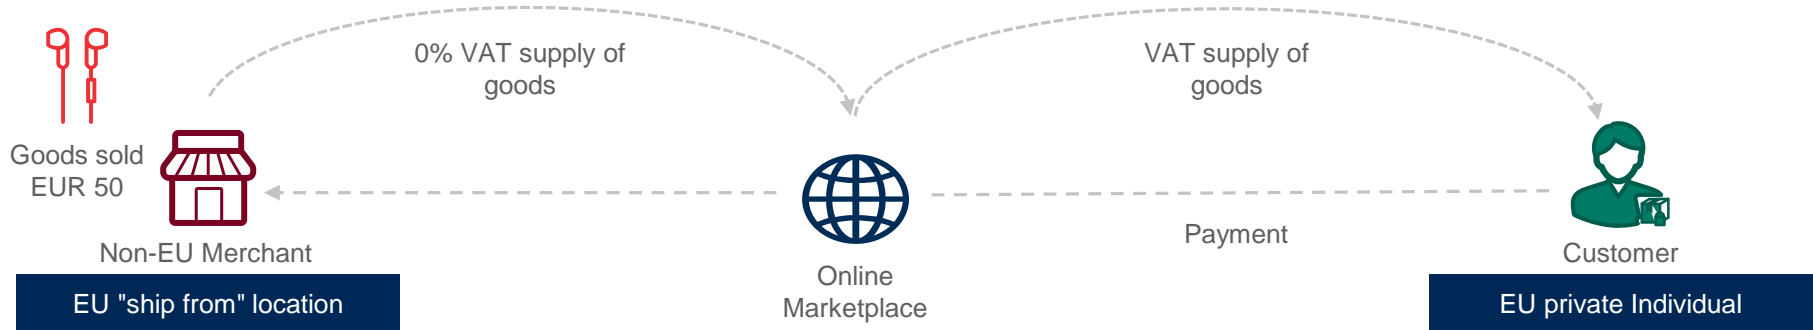 0% VAT supply of
goods
VAT supply of
goods
Goods sold
EUR 50
Non-EU Merchant
EU "ship from" location
Online
Marketplace
Payment
Customer
EU private Individual